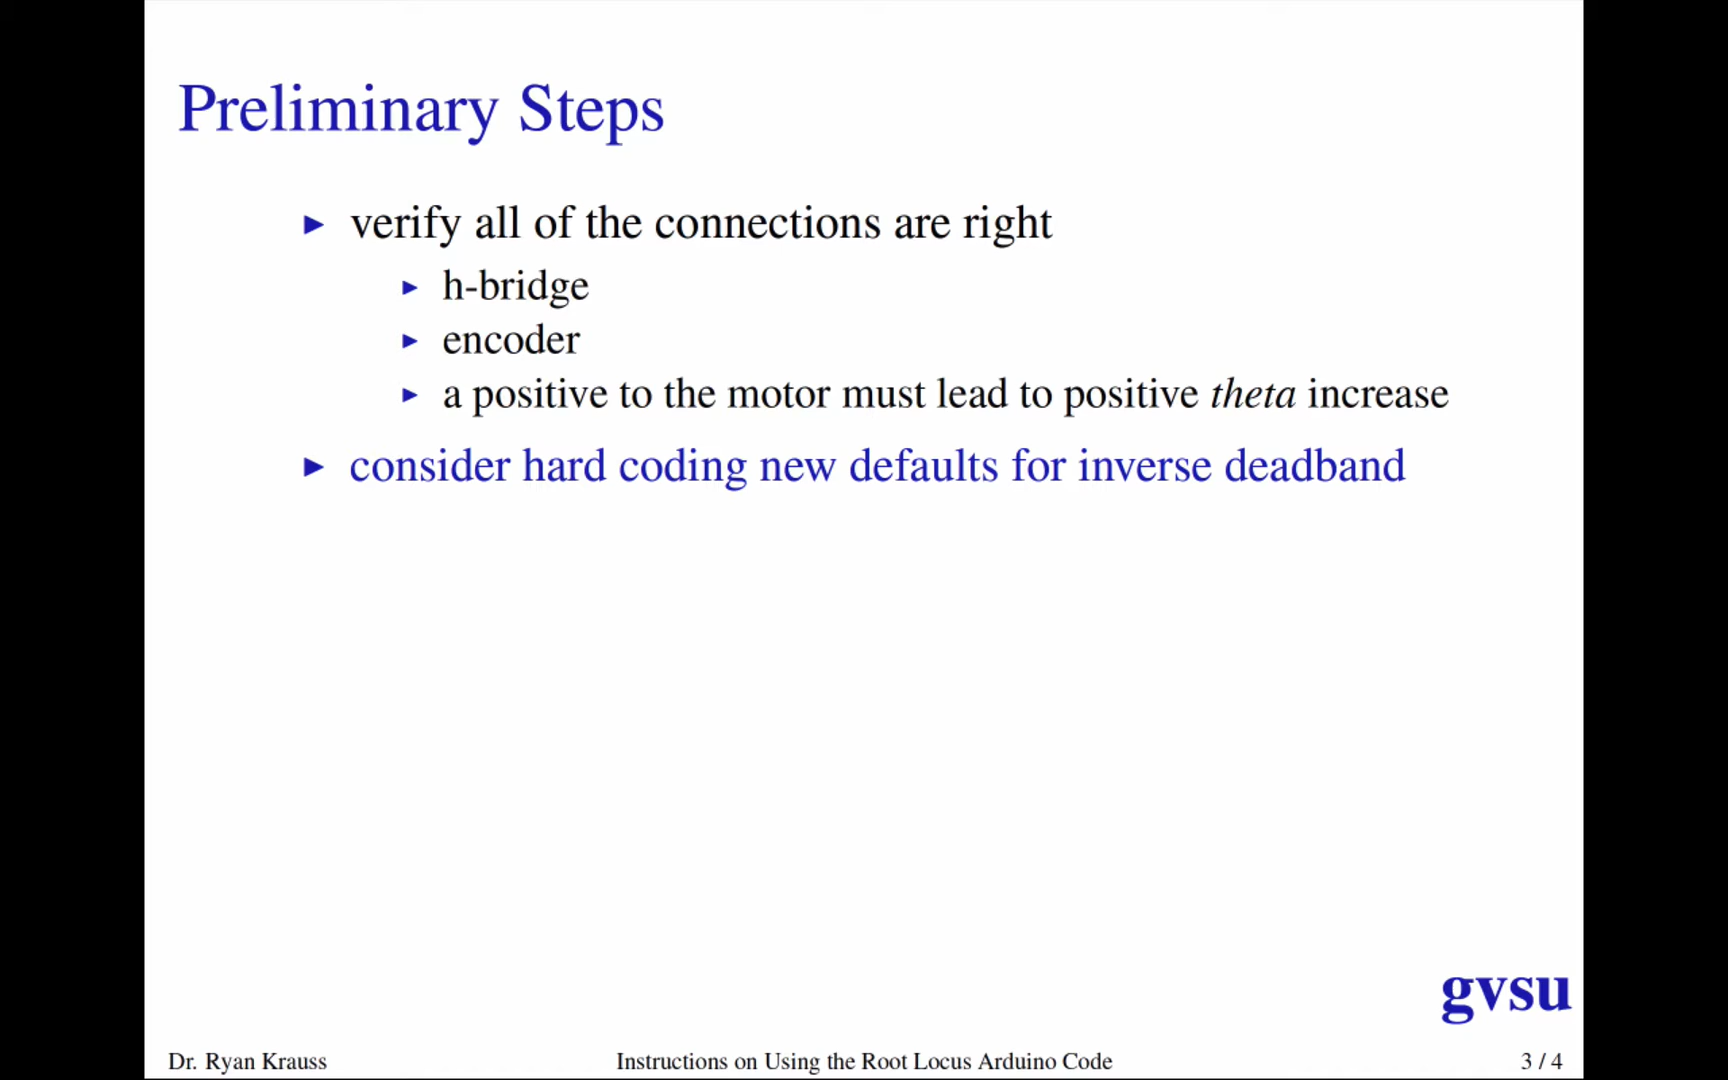 Preliminary Steps
verify all of the connections are right
h-bridge
encoder
a positive to the motor must lead to positive theta increase
consider hard coding new defaults for inverse deadband
gvsu
Dr. Ryan Krauss
Instructions on Using the Root Locus Arduino Code
3 / 4